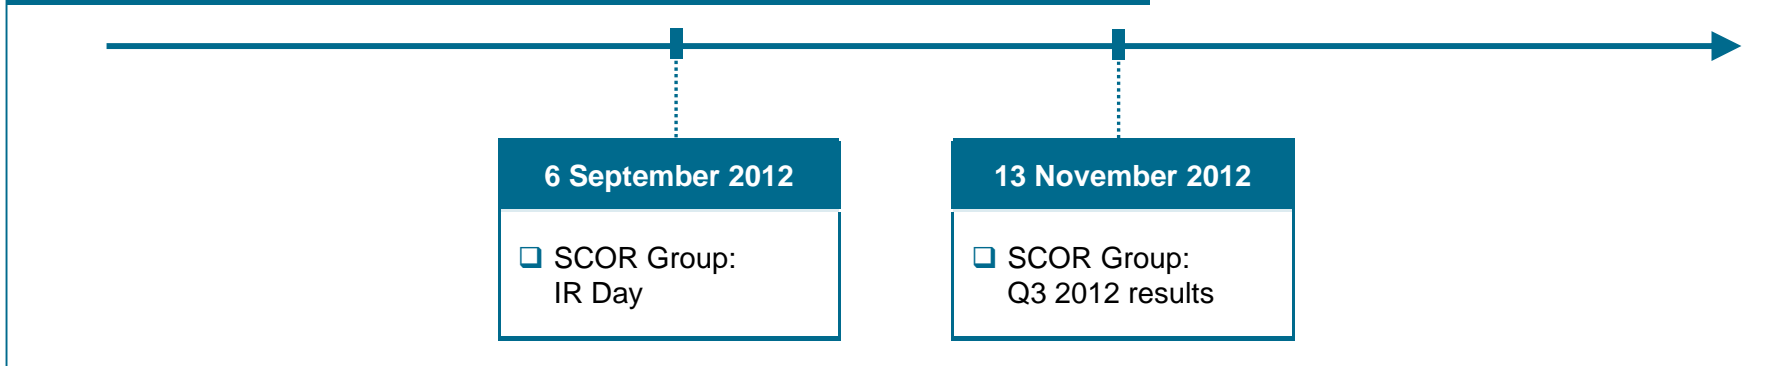 6 September 2012
SCOR Group:
IR Day
13 November 2012
SCOR Group:
Q3 2012 results